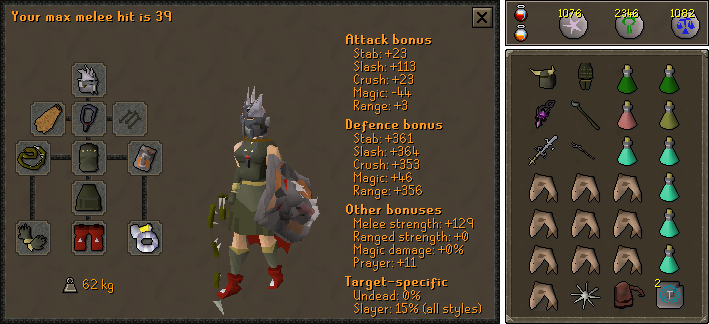 Your max melee hit is 39
Attack bonus
Stab: +23
Slash: +113
Crush: +23
Magic: -44
Range: +3
Defence bonus
Stab: +361
Slash: +364
Crush: +353
Magic: +46
Range: +356
Other bonuses
Melee strength: +129
Ranged strength: +0
Magic damage: +0%
Prayer: +11
Target-specific
Undead: 0%
Slayer: 15% (all styles)
62 kg
1076 2346 1082
2